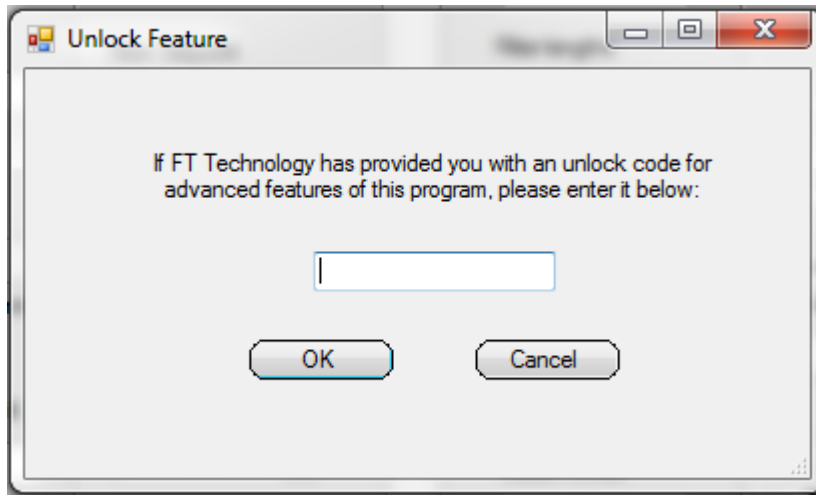 Unlock Feature
If FT Technology has provided you with an unlock code for
advanced features of this program, please enter it below:
OK
Cancel